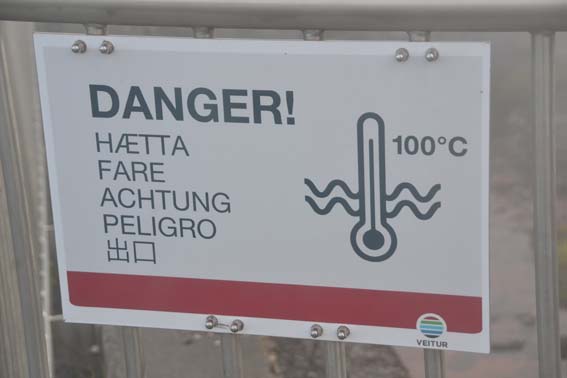 DANGER!
HÆTTA
FARE
ACHTUNG
PELIGRO
出口
100°C
VEITUR